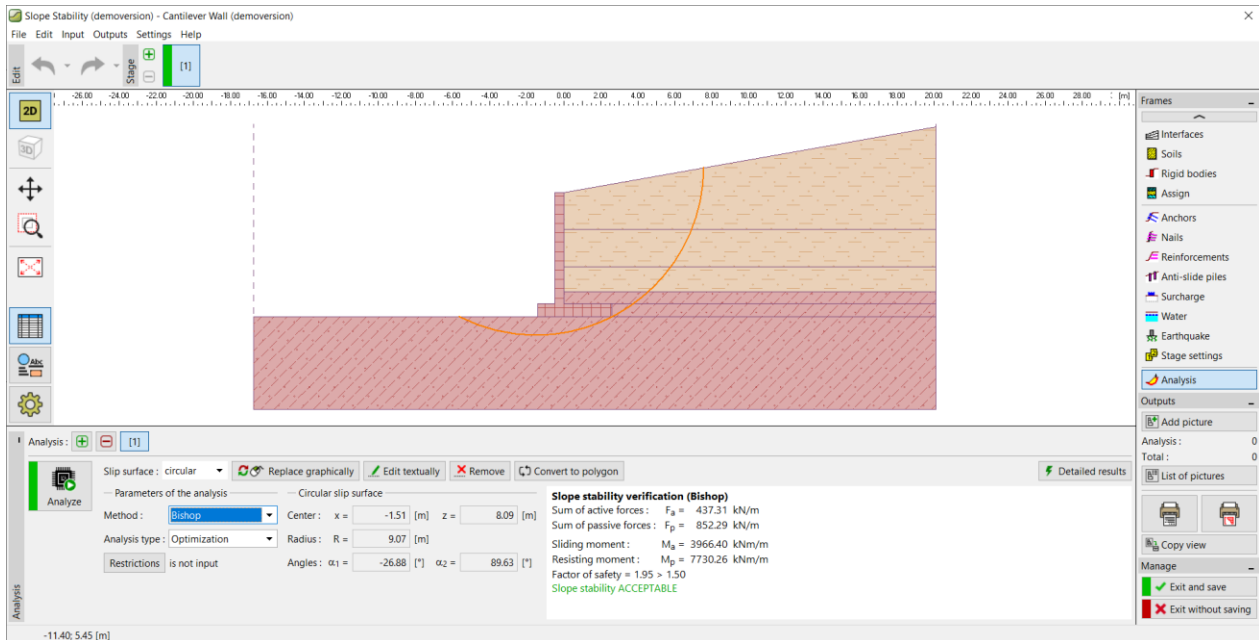 Slope Stability (demoversion) - Cantilever Wall (demoversion)
File Edit Input Outputs Settings Help
Edit
Stage
[1]
-26.00 -24.00 -22.00 -20.00 -18.00 -16.00 -14.00 -12.00 -10.00 -8.00 -6.00 -4.00 -2.00 0.00 2.00 4.00 6.00 8.00 10.00 12.00 14.00 16.00 18.00 20.00 22.00 24.00 26.00 28.00 [m]
2D
3D
Abc
Frames
Interfaces
Soils
Rigid bodies
Assign
Anchors
Nails
Reinforcements
Anti-slide piles
Surcharge
Water
Earthquake
Stage settings
Analysis
Outputs
Add picture
Analysis : 0
Total : 0
List of pictures
Copy view
Manage
Exit and save
Exit without saving
Analysis : [1]
Analyze
Slip surface : circular Replace graphically Edit textually Remove Convert to polygon Detailed results
Parameters of the analysis
Method : Bishop
Analysis type : Optimization
Restrictions is not input
Circular slip surface
Center : x = -1.51 [m] z = 8.09 [m]
Radius : R = 9.07 [m]
Angles : α1 = -26.88 [°] α2 = 89.63 [°]
Slope stability verification (Bishop)
Sum of active forces : Fa = 437.31 kN/m
Sum of passive forces : Fp = 852.29 kN/m
Sliding moment : Ma = 3966.40 kNm/m
Resisting moment : Mp = 7730.26 kNm/m
Factor of safety = 1.95 > 1.50
Slope stability ACCEPTABLE
Analysis
-11.40; 5.45 [m]